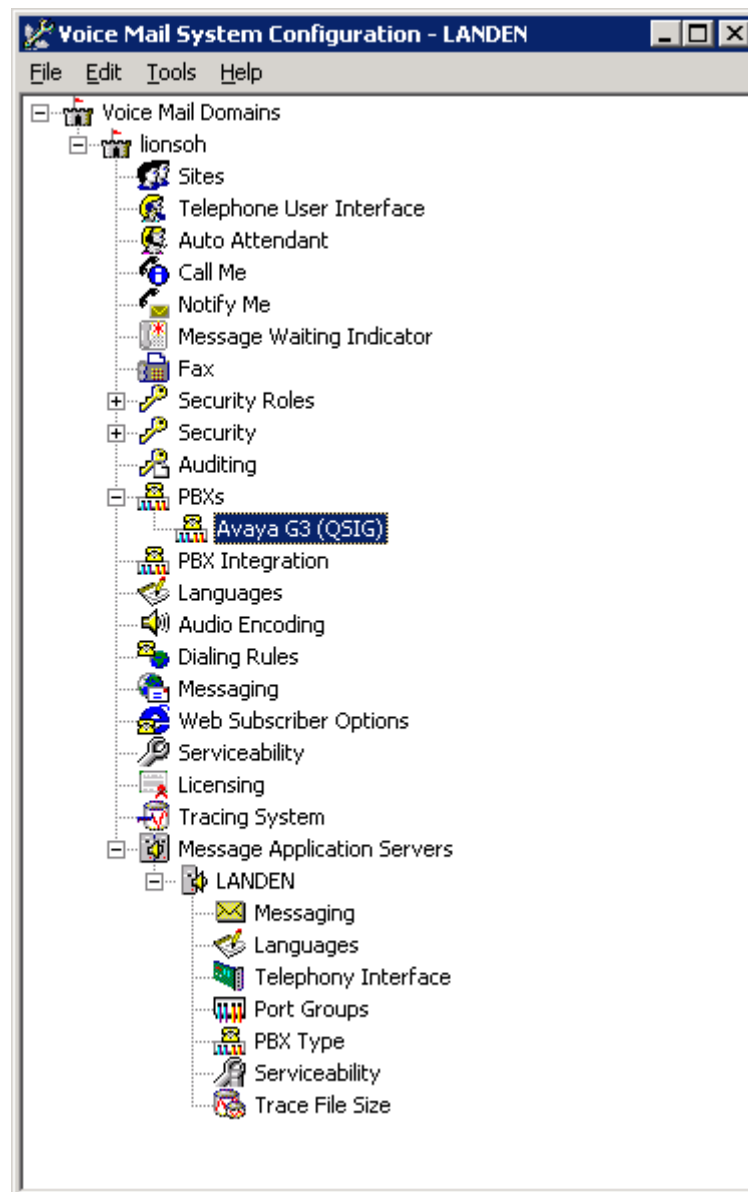 Voice Mail System Configuration - LANDEN
File Edit Tools Help
Voice Mail Domains
lionsoh
Sites
Telephone User Interface
Auto Attendant
Call Me
Notify Me
Message Waiting Indicator
Fax
Security Roles
Security
Auditing
PBXs
Avaya G3 (QSIG)
PBX Integration
Languages
Audio Encoding
Dialing Rules
Messaging
Web Subscriber Options
Serviceability
Licensing
Tracing System
Message Application Servers
LANDEN
Messaging
Languages
Telephony Interface
Port Groups
PBX Type
Serviceability
Trace File Size